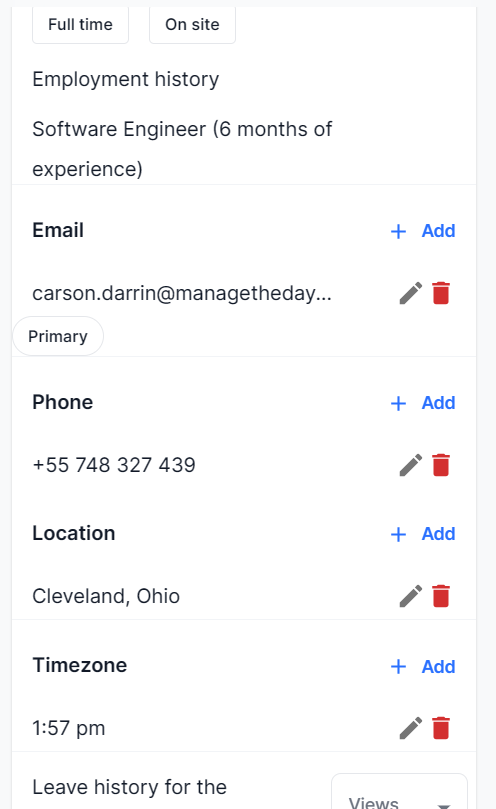 Full time On site
Employment history
Software Engineer (6 months of
experience)
Email + Add
carson.darrin@managetheday...
Primary
Phone + Add
+55 748 327 439
Location + Add
Cleveland, Ohio
Timezone + Add
1:57 pm
Leave history for the
Views